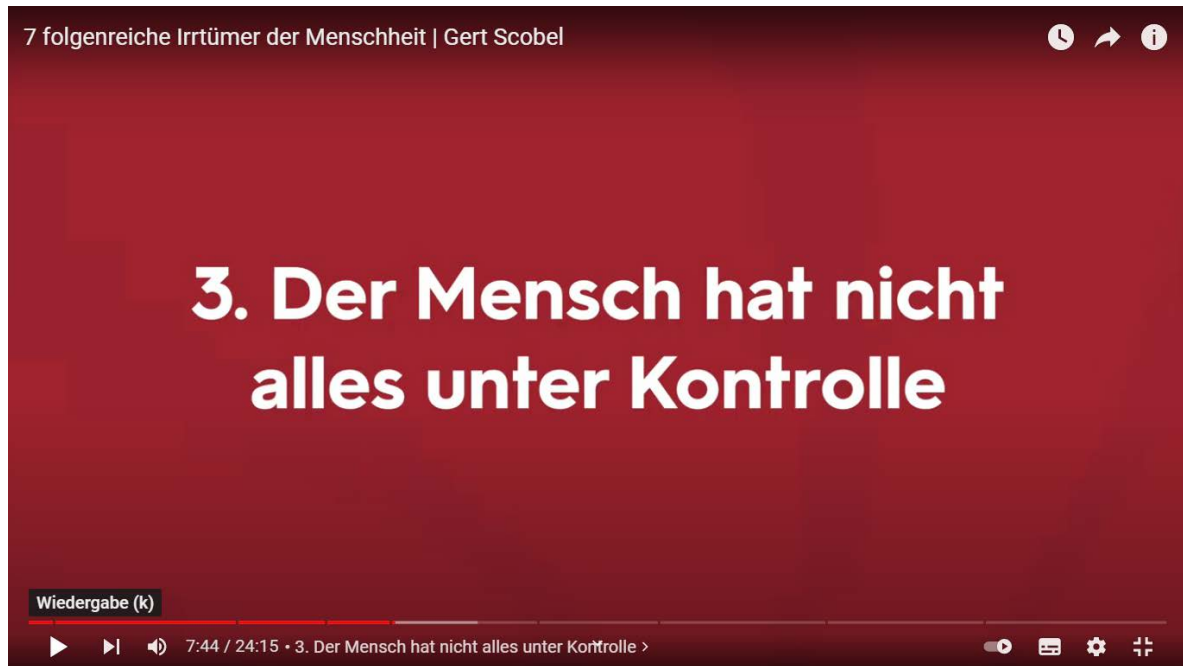 7 folgenreiche Irrtümer der Menschheit | Gert Scobel
3. Der Mensch hat nicht
alles unter Kontrolle
Wiedergabe (k)
7:44 / 24:15 • 3. Der Mensch hat nicht alles unter Kontrolle >